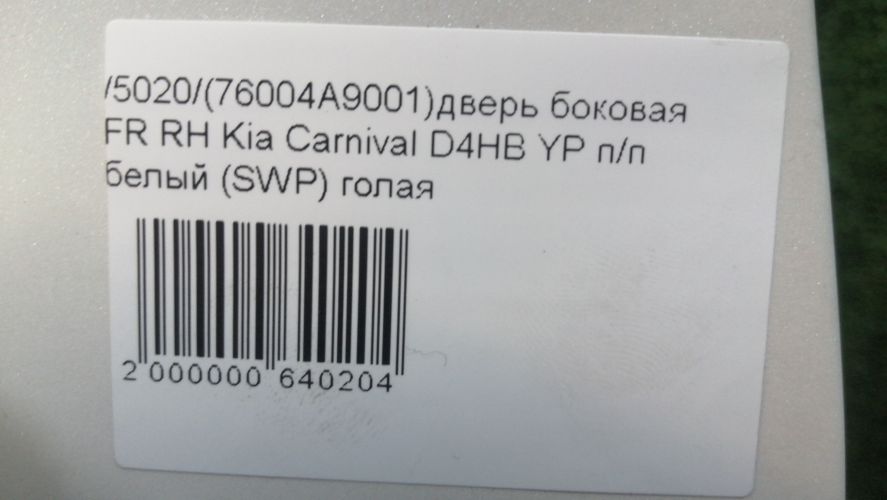 /5020/(76004A9001)дверь боковая
FR RH Kia Carnival D4HB YP п/п
белый (SWP) голая
2 000000 640204